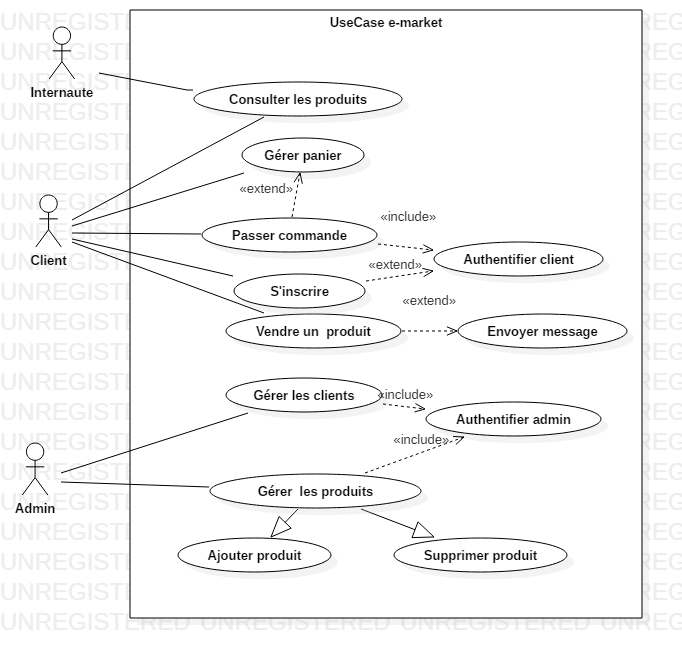 UseCase e-market
Internaute
Consulter les produits
Gérer panier
«extend»
Passer commande
«include»
Client
Authentifier client
«extend»
S'inscrire
«extend»
Vendre un  produit
Envoyer message
Gérer les clients
«include»
Authentifier admin
«include»
Admin
Gérer  les produits
Ajouter produit
Supprimer produit
UNREGISTERED UNREGISTERED UNREGISTERED